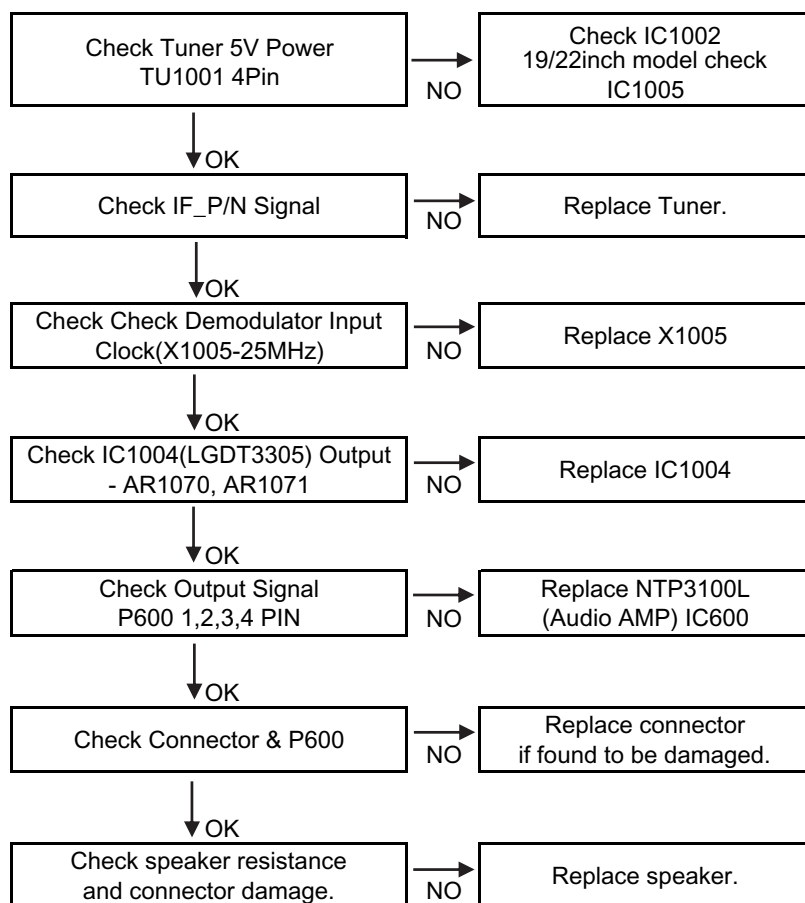 Check Tuner 5V Power
TU1001 4Pin
NO
Check IC1002
19/22inch model check
IC1005
OK
Check IF_P/N Signal
NO
Replace Tuner.
OK
Check Check Demodulator Input
Clock(X1005-25MHz)
NO
Replace X1005
OK
Check IC1004(LGDT3305) Output
- AR1070, AR1071
NO
Replace IC1004
OK
Check Output Signal
P600 1,2,3,4 PIN
NO
Replace NTP3100L
(Audio AMP) IC600
OK
Check Connector & P600
NO
Replace connector
if found to be damaged.
OK
Check speaker resistance
and connector damage.
NO
Replace speaker.